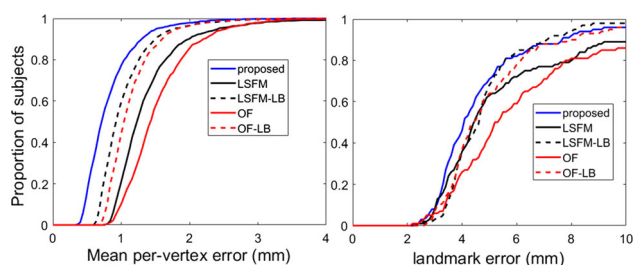 Proportion of subjects
1
0.8
0.6
0.4
0.2
0
0 1 2 3 4
Mean per-vertex error (mm)
proposed
LSFM
LSFM-LB
OF
OF-LB
1
0.8
0.6
0.4
0.2
0
0 2 4 6 8 10
landmark error (mm)
proposed
LSFM
LSFM-LB
OF
OF-LB